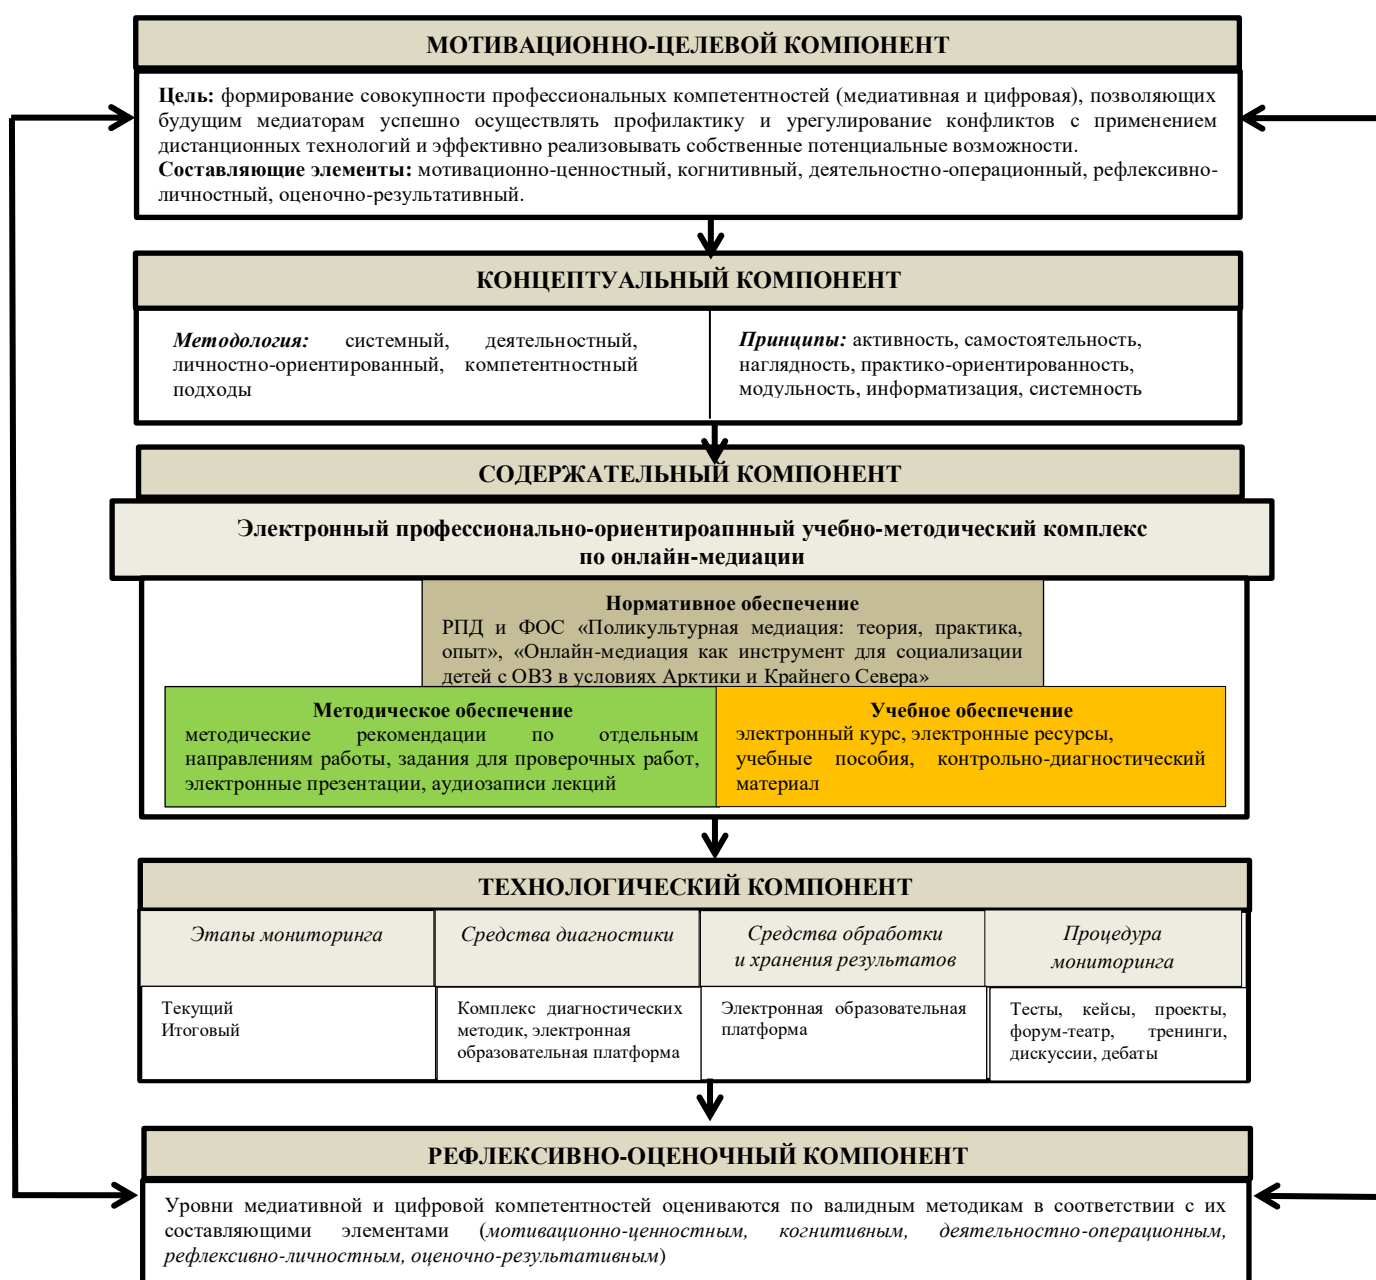 МОТИВАЦИОННО-ЦЕЛЕВОЙ КОМПОНЕНТ
Цель: формирование совокупности профессиональных компетентностей (медиативная и цифровая), позволяющих
будущим медиаторам успешно осуществлять профилактику и урегулирование конфликтов с применением
дистанционных технологий и эффективно реализовывать собственные потенциальные возможности.
Составляющие элементы: мотивационно-ценностный, когнитивный, деятельностно-операционный, рефлексивно-
личностный, оценочно-результативный.
КОНЦЕПТУАЛЬНЫЙ КОМПОНЕНТ
Методология: системный, деятельностный,
личностно-ориентированный, компетентностный
подходы
Принципы: активность, самостоятельность,
наглядность, практико-ориентированность,
модульность, информатизация, системность
СОДЕРЖАТЕЛЬНЫЙ КОМПОНЕНТ
Электронный профессионально-ориентироапнный учебно-методический комплекс
по онлайн-медиации
Нормативное обеспечение
РПД и ФОС «Поликультурная медиация: теория, практика,
опыт», «Онлайн-медиация как инструмент для социализации
детей с ОВЗ в условиях Арктики и Крайнего Севера»
Методическое обеспечение
методические рекомендации по отдельным
направлениям работы, задания для проверочных работ,
электронные презентации, аудиозаписи лекций
Учебное обеспечение
электронный курс, электронные ресурсы,
учебные пособия, контрольно-диагностический
материал
ТЕХНОЛОГИЧЕСКИЙ КОМПОНЕНТ
Этапы мониторинга
Средства диагностики
Средства обработки
и хранения результатов
Процедура
мониторинга
Текущий
Итоговый
Комплекс диагностических
методик, электронная
образовательная платформа
Электронная образовательная
платформа
Тесты, кейсы, проекты,
форум-театр, тренинги,
дискуссии, дебаты
РЕФЛЕКСИВНО-ОЦЕНОЧНЫЙ КОМПОНЕНТ
Уровни медиативной и цифровой компетентностей оцениваются по валидным методикам в соответствии с их
составляющими элементами (мотивационно-ценностным, когнитивным, деятельностно-операционным,
рефлексивно-личностным, оценочно-результативным)